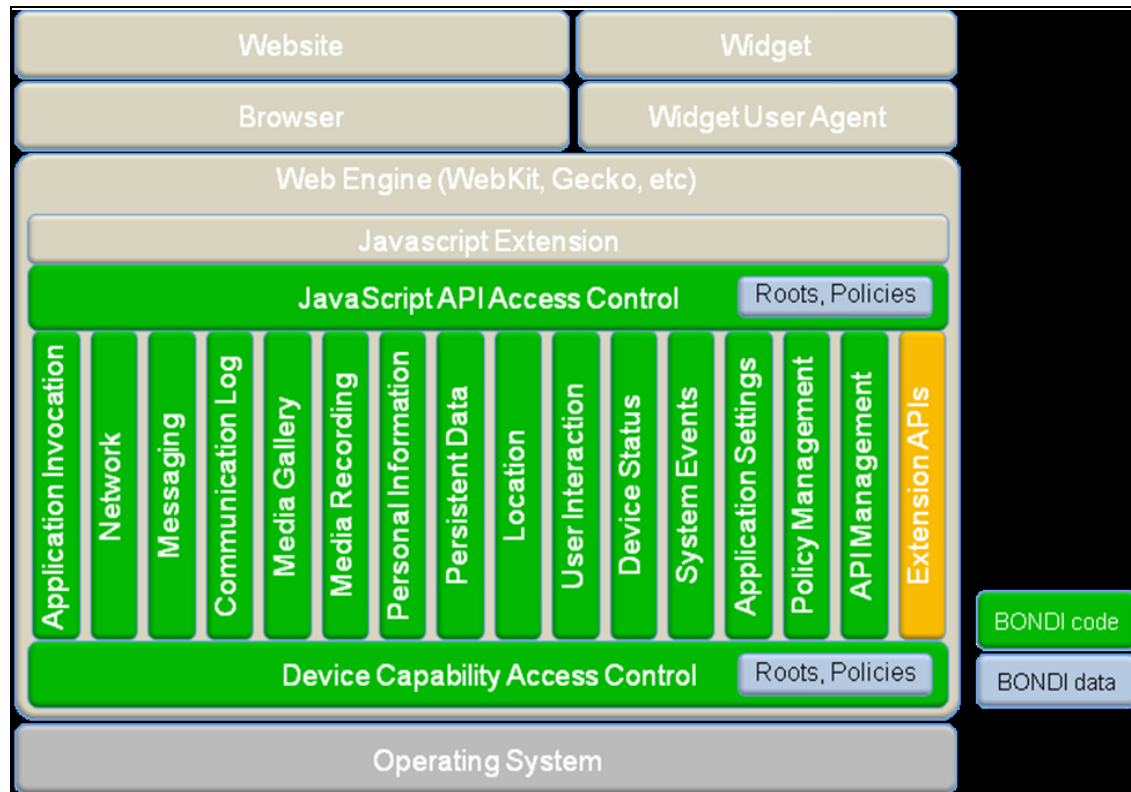 Website
Widget
Browser
Widget User Agent
Web Engine (WebKit, Gecko, etc)
Javascript Extension
JavaScript API Access Control
Roots, Policies
Application Invocation
Network
Messaging
Communication Log
Media Gallery
Media Recording
Personal Information
Persistent Data
Location
User Interaction
Device Status
System Events
Application Settings
Policy Management
API Management
Extension APIs
Device Capability Access Control
Roots, Policies
BONDI code
BONDI data
Operating System